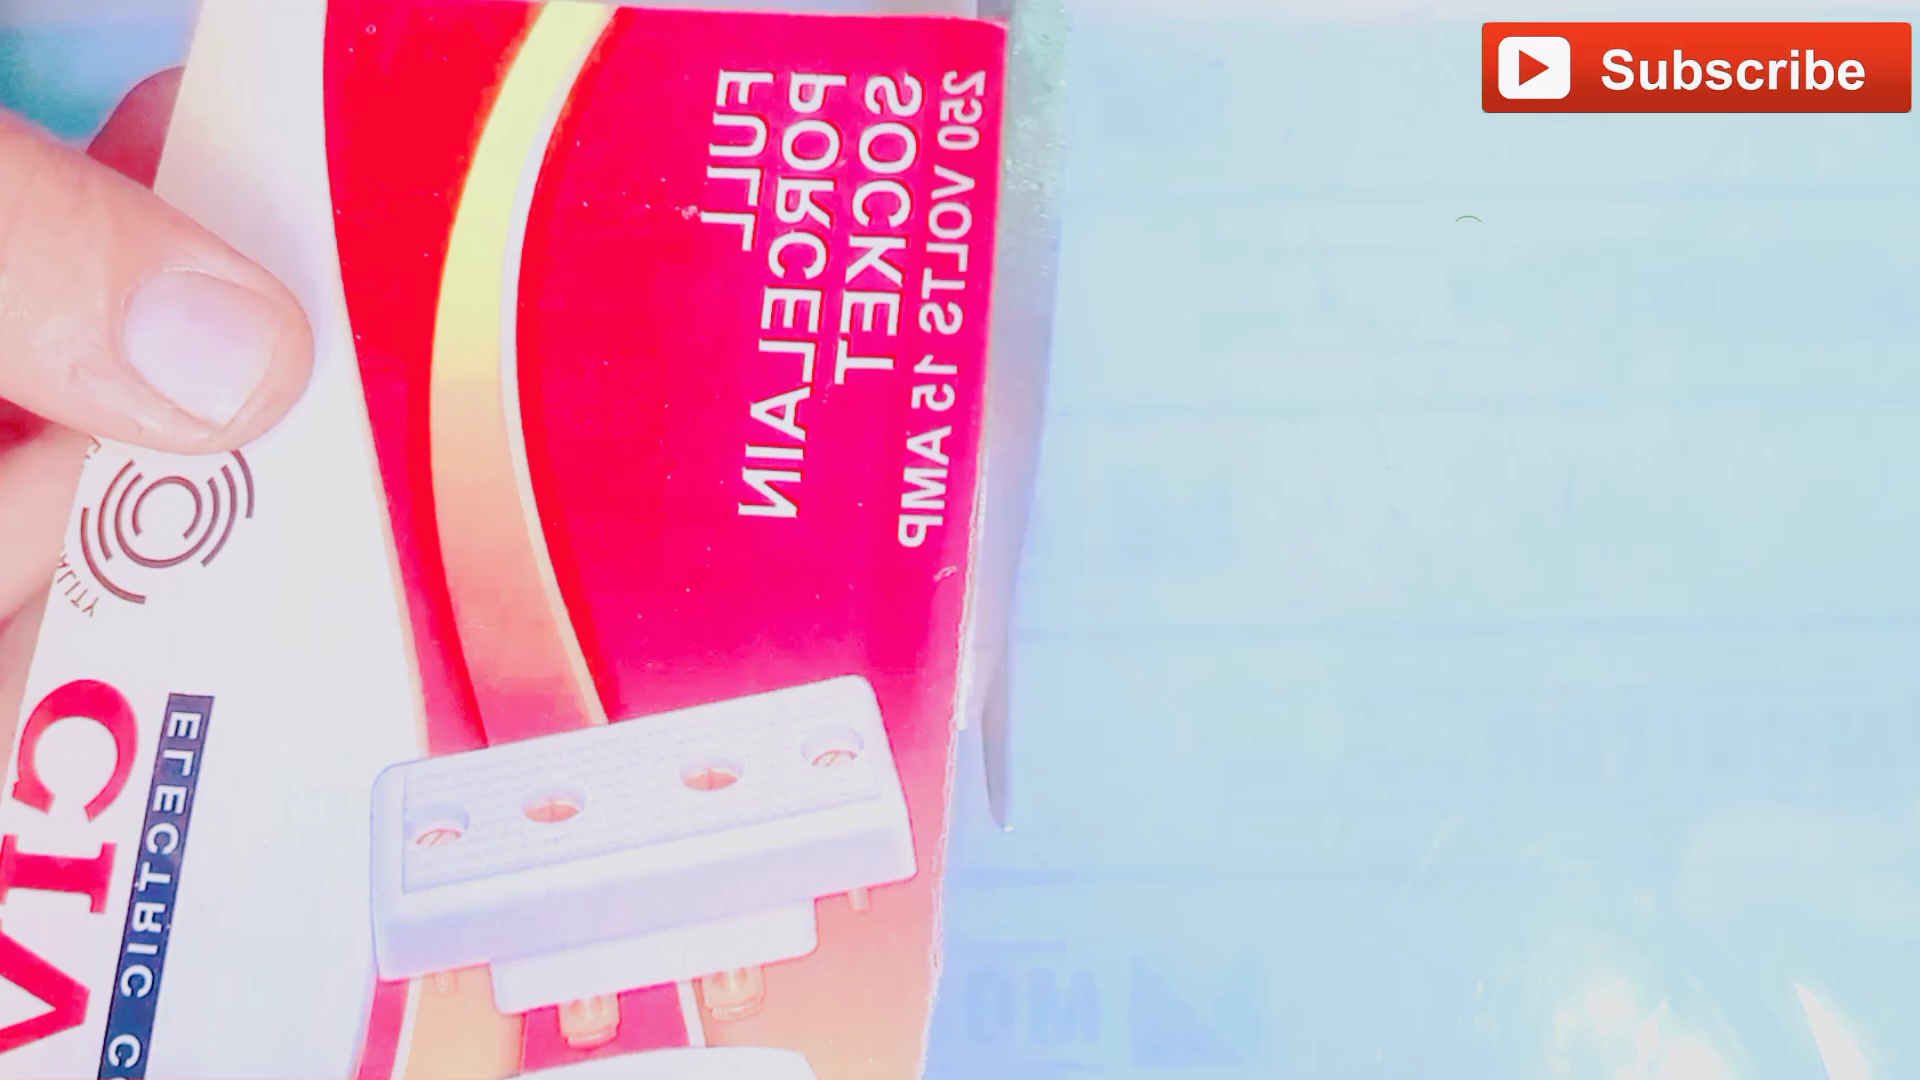 Subscribe
FULL
PORCELAIN
SOCKET
250 VOLTS 15 AMP
ELECTRIC